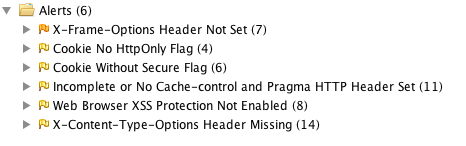 Alerts (6)
X-Frame-Options Header Not Set (7)
Cookie No HttpOnly Flag (4)
Cookie Without Secure Flag (6)
Incomplete or No Cache-control and Pragma HTTP Header Set (11)
Web Browser XSS Protection Not Enabled (8)
X-Content-Type-Options Header Missing (14)